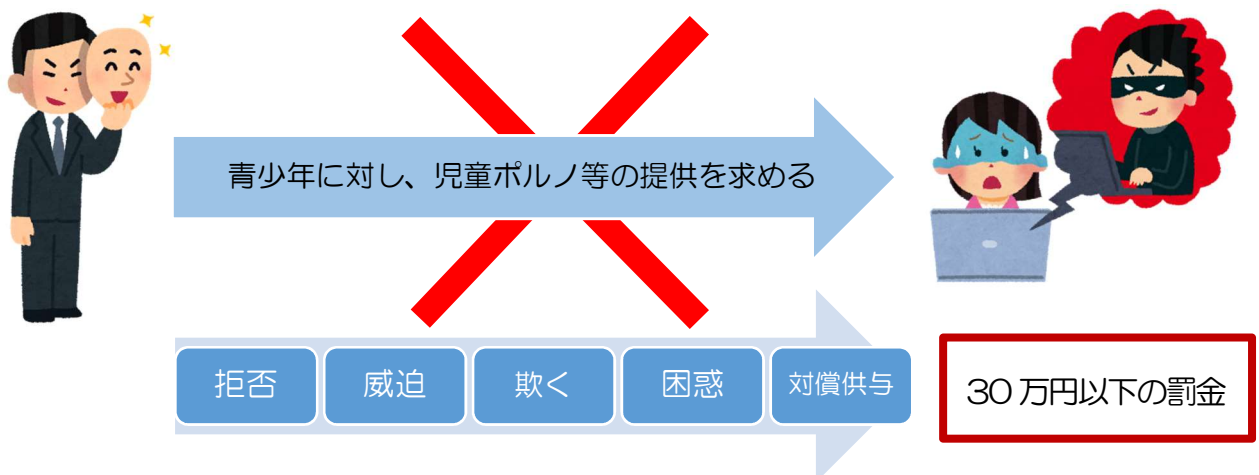 青少年に対し、児童ポルノ等の提供を求める
拒否
威迫
欺く
困惑
対償供与
30万円以下の罰金